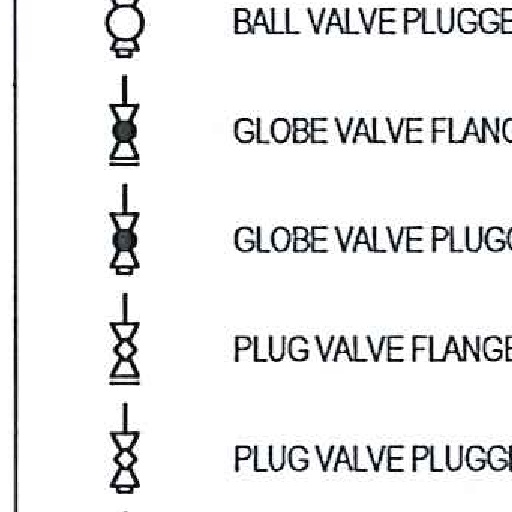 BALL VALVE PLUGGE
GLOBE VALVE FLANG
GLOBE VALVE PLUGG
PLUG VALVE FLANGE
PLUG VALVE PLUGGE